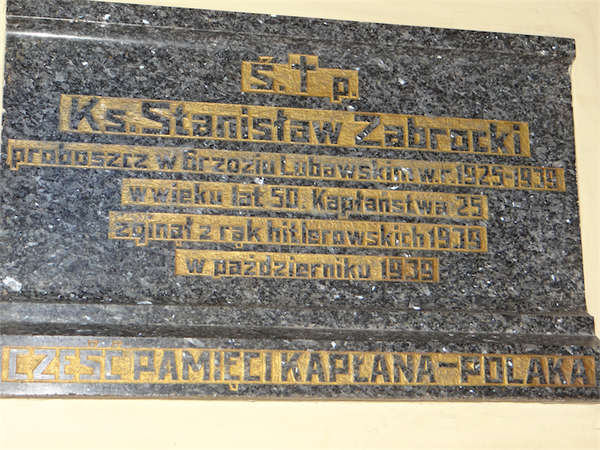 Ś. † p.
Ks. Stanisław Zabrocki
proboszcz w Grzoziu Lubawskim w r. 1925-1939
w wieku lat 50. Kapłaństwa 25
zginął z rąk hitlerowskich 1939
w październiku 1939
CZEŚĆ PAMIĘCI KAPŁANA-POLAKA